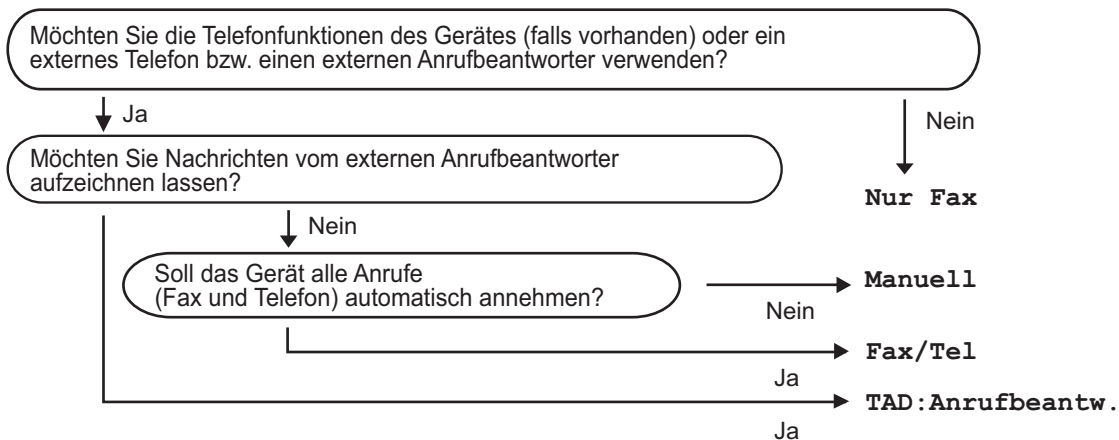 Möchten Sie die Telefonfunktionen des Gerätes (falls vorhanden) oder ein
externes Telefon bzw. einen externen Anrufbeantworter verwenden?
Ja
Nein
Möchten Sie Nachrichten vom externen Anrufbeantworter
aufzeichnen lassen?
Nur Fax
Nein
Soll das Gerät alle Anrufe
(Fax und Telefon) automatisch annehmen?
Manuell
Nein
Fax/Tel
Ja
TAD:Anrufbeantw.
Ja